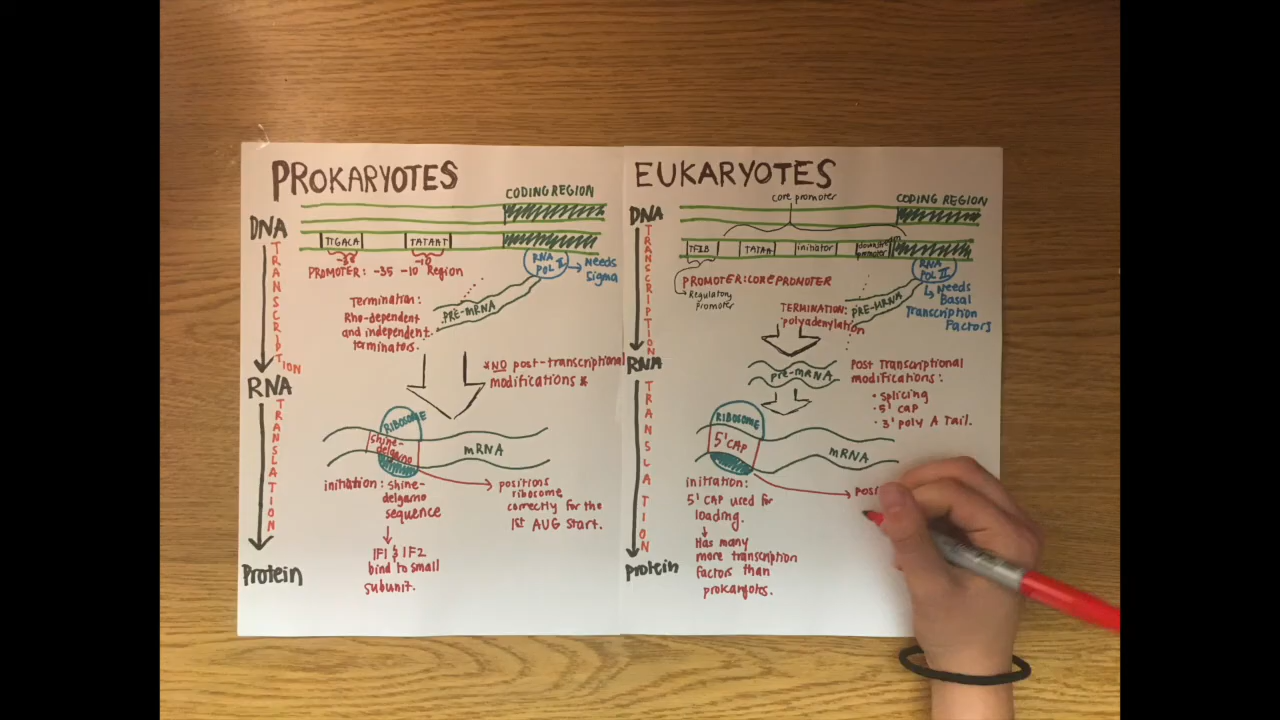 PROKARYOTES
CODING REGION
DNA
TTGACA
TATAAT
-35
-10
PROMOTER: -35 -10 Region
RNA
POL II
Needs
Sigma
TRANSCRIPTION
Termination:
Rho-dependent
and independent
terminators.
PRE-mRNA
*NO post-transcriptional
modifications *
RNA
TRANSLATION
RIBOSOME
shine-
delgamo
mRNA
initiation: shine-
delgamo
sequence
positions
ribosome
correctly for the
1st AUG start.
IF1 & IF2
bind to small
subunit.
Protein
EUKARYOTES
core promoter
CODING REGION
DNA
TFIB
TATAA
initiator
promoter
PROMOTER: CORE PROMOTER
Regulatory
promoter
RNA
POL II
Needs
Basal
Transcription
Factors
TRANSCRIPTION
TERMINATION:
polyadenylation
PRE-mRNA
RNA
pre-mRNA
Post Transcriptional
modifications:
• splicing
• 5' cap
• 3' poly A Tail.
TRANSLATION
RIBOSOME
5' CAP
mRNA
initiation:
5' CAP used for
loading.
Has many
more transcription
factors than
prokaryotes.
posi
Protein